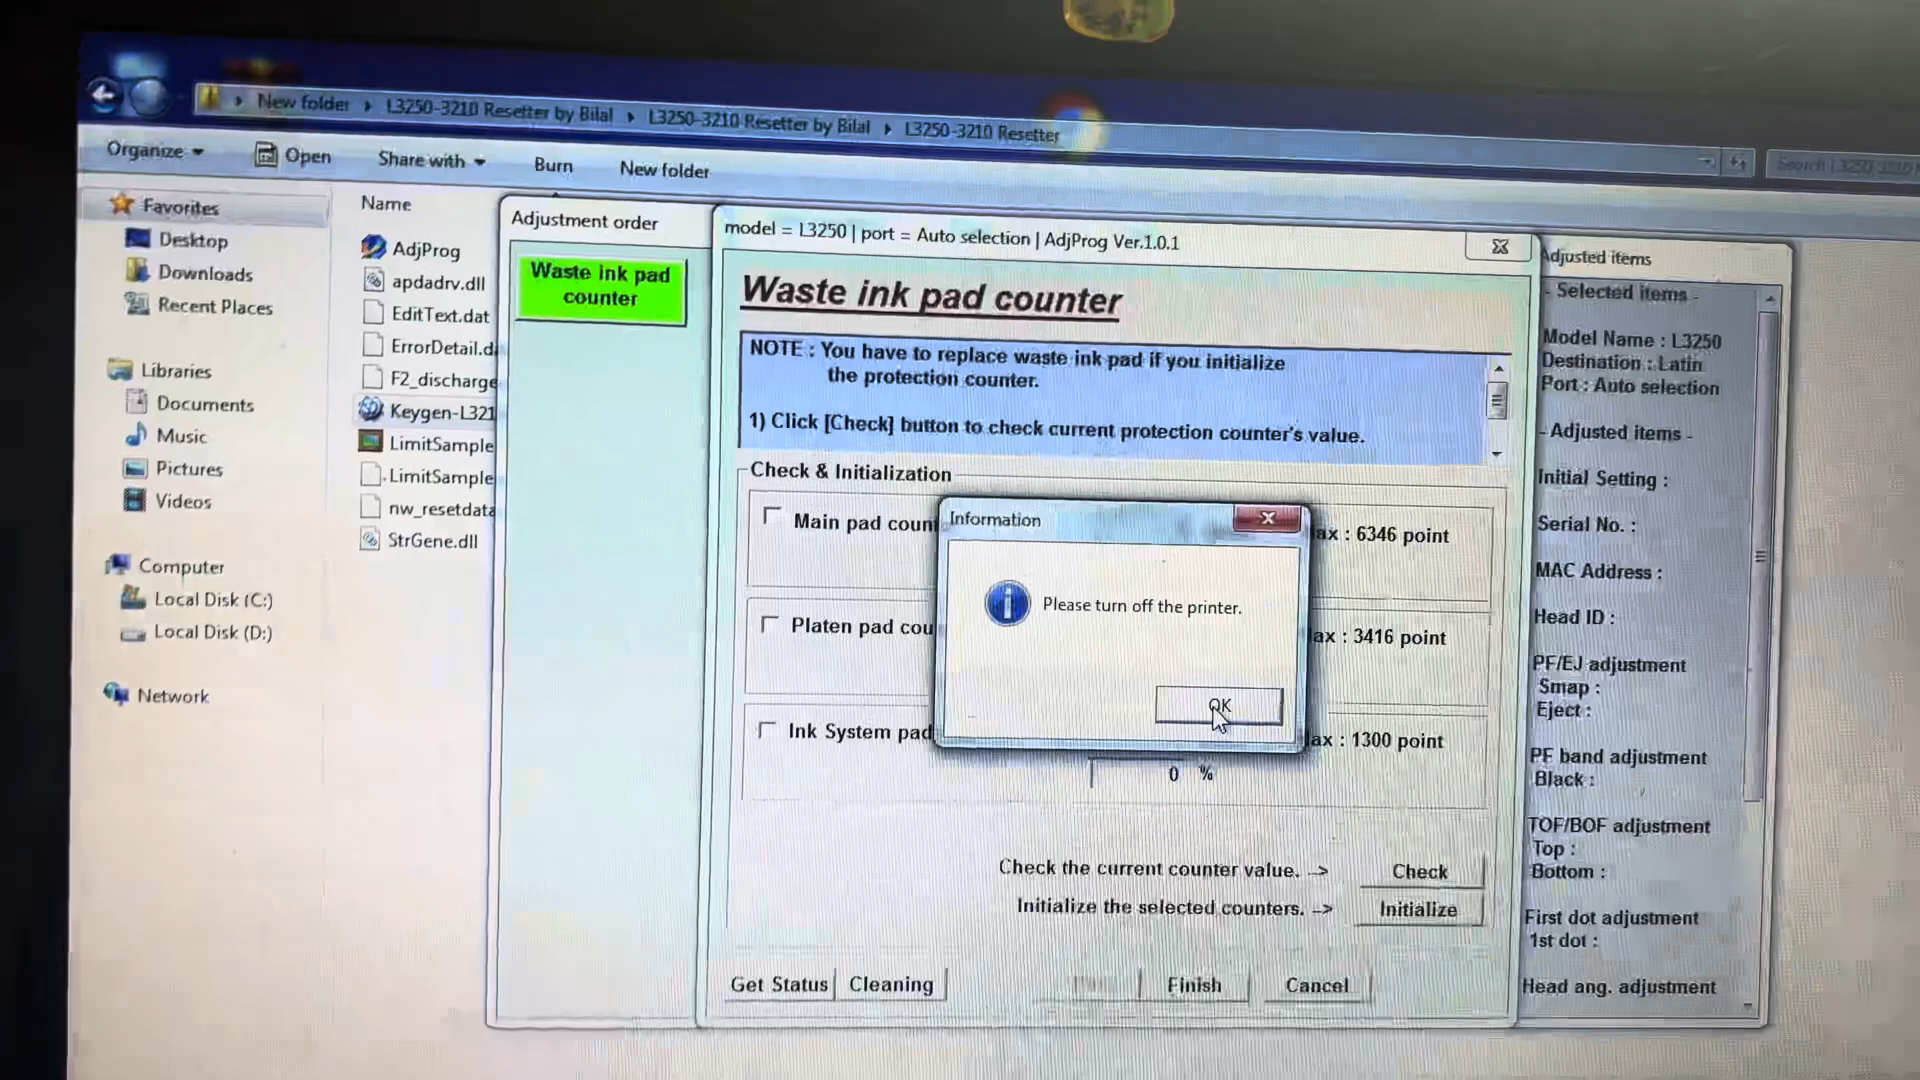 New folder ▸ L3250-3210 Resetter by Bilal ▸ L3250-3210 Resetter by Bilal ▸ L3250-3210 Resetter
Organize
Open
Share with
Burn
New folder
Favorites
Desktop
Downloads
Recent Places
Libraries
Documents
Music
Pictures
Videos
Computer
Local Disk (C:)
Local Disk (D:)
Network
Name
AdjProg
apdadrv.dll
EditText.dat
ErrorDetail.d
F2_discharge
Keygen-L321
LimitSample
LimitSample
nw_resetdata
StrGene.dll
Adjustment order
Waste ink pad
counter
model = L3250 | port = Auto selection | AdjProg Ver.1.0.1
Waste ink pad counter
NOTE : You have to replace waste ink pad if you initialize
the protection counter.
1) Click [Check] button to check current protection counter's value.
Check & Initialization
Main pad coun
ax : 6346 point
Platen pad cou
ax : 3416 point
Ink System pad
ax : 1300 point
0 %
Information
Please turn off the printer.
OK
Check the current counter value. -->
Check
Initialize the selected counters. -->
Initialize
Get Status
Cleaning
Finish
Cancel
Adjusted items
- Selected items -
Model Name : L3250
Destination : Latin
Port : Auto selection
- Adjusted items -
Initial Setting :
Serial No. :
MAC Address :
Head ID :
PF/EJ adjustment
Smap :
Eject :
PF band adjustment
Black :
TOF/BOF adjustment
Top :
Bottom :
First dot adjustment
1st dot :
Head ang. adjustment